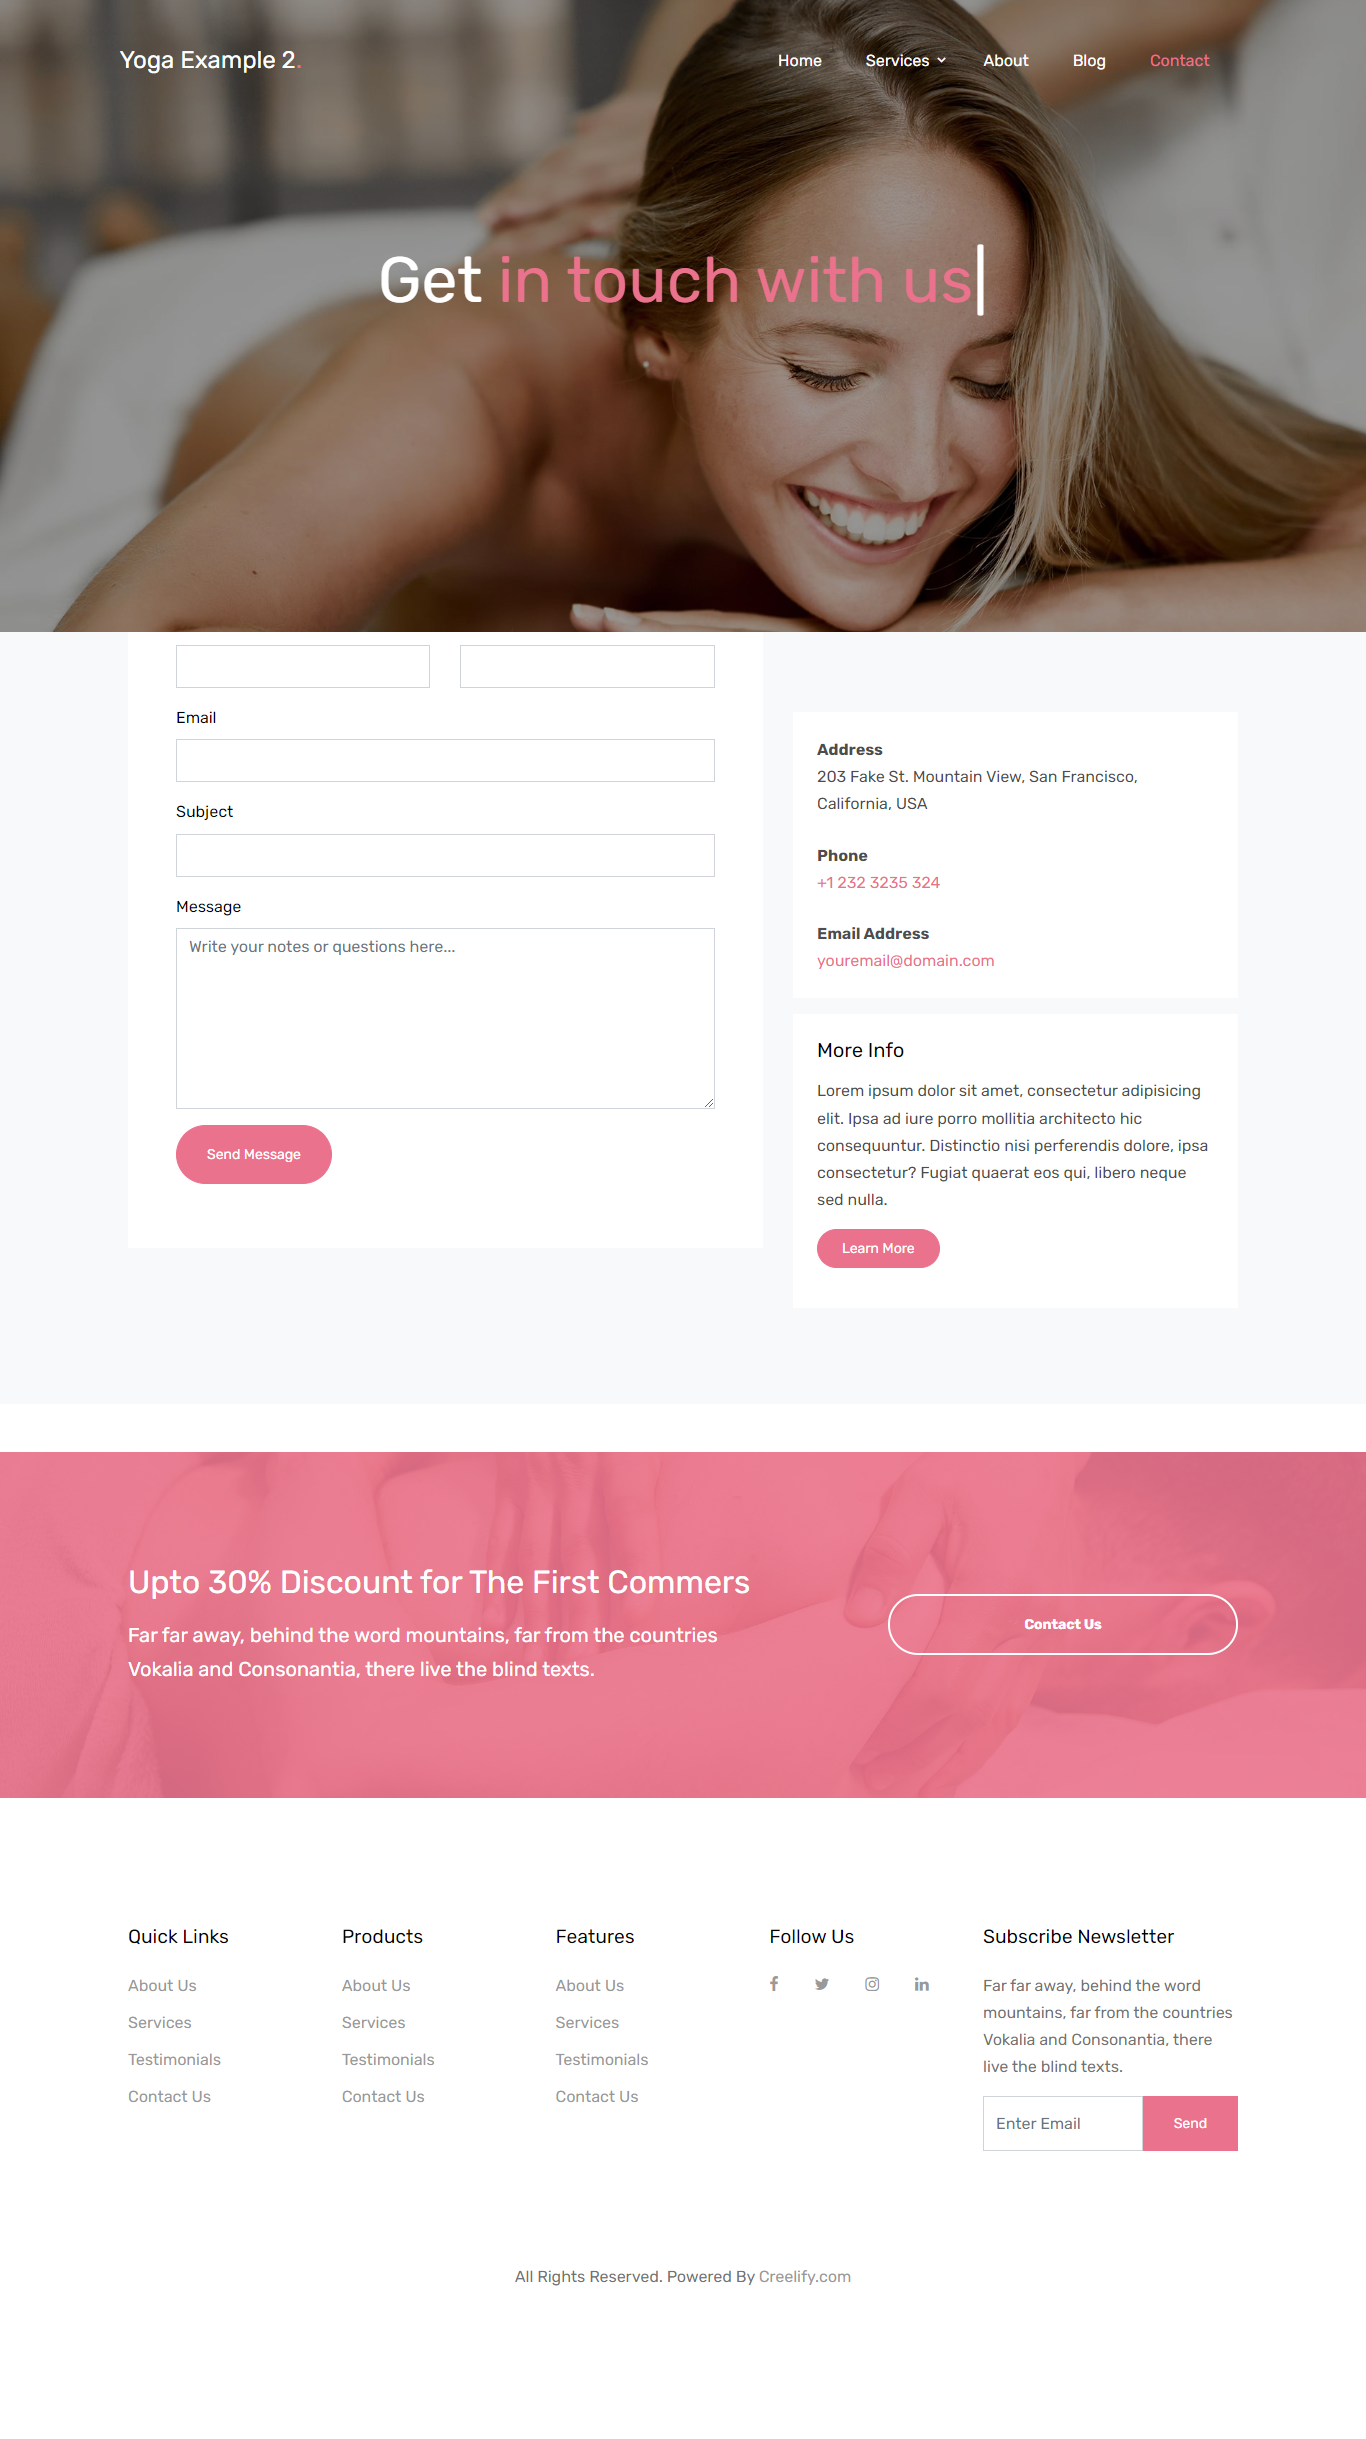 Yoga Example 2.
Home Services About Blog Contact
Get in touch with us
Email
Subject
Message
Write your notes or questions here...
Send Message
Address
203 Fake St. Mountain View, San Francisco,
California, USA
Phone
+1 232 3235 324
Email Address
youremail@domain.com
More Info
Lorem ipsum dolor sit amet, consectetur adipisicing
elit. Ipsa ad iure porro mollitia architecto hic
consequuntur. Distinctio nisi perferendis dolore, ipsa
consectetur? Fugiat quaerat eos qui, libero neque
sed nulla.
Learn More
Upto 30% Discount for The First Commers
Far far away, behind the word mountains, far from the countries
Vokalia and Consonantia, there live the blind texts.
Contact Us
Quick Links
About Us
Services
Testimonials
Contact Us
Products
About Us
Services
Testimonials
Contact Us
Features
About Us
Services
Testimonials
Contact Us
Follow Us
Subscribe Newsletter
Far far away, behind the word
mountains, far from the countries
Vokalia and Consonantia, there
live the blind texts.
Enter Email
Send
All Rights Reserved. Powered By Creelify.com